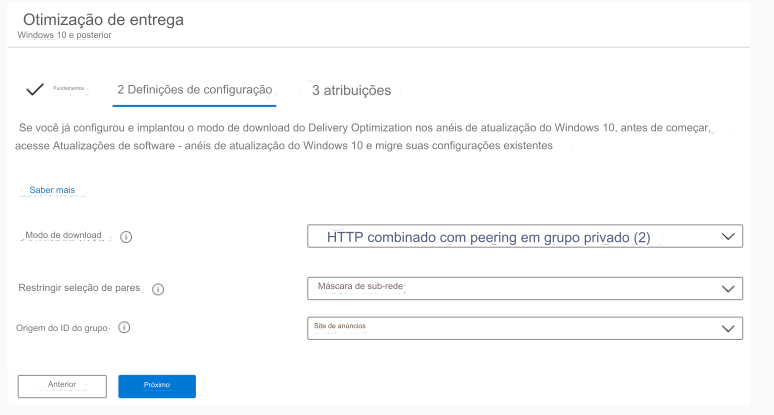 Otimização de entrega
Windows 10 e posterior
Fundamentos
2 Definições de configuração
3 atribuições
Se você já configurou e implantou o modo de download do Delivery Optimization nos anéis de atualização do Windows 10, antes de começar,
acesse Atualizações de software - anéis de atualização do Windows 10 e migre suas configurações existentes
Saber mais
Modo de download
HTTP combinado com peering em grupo privado (2)
Restringir seleção de pares
Máscara de sub-rede
Origem do ID do grupo
Site de anúncios
Anterior
Próximo